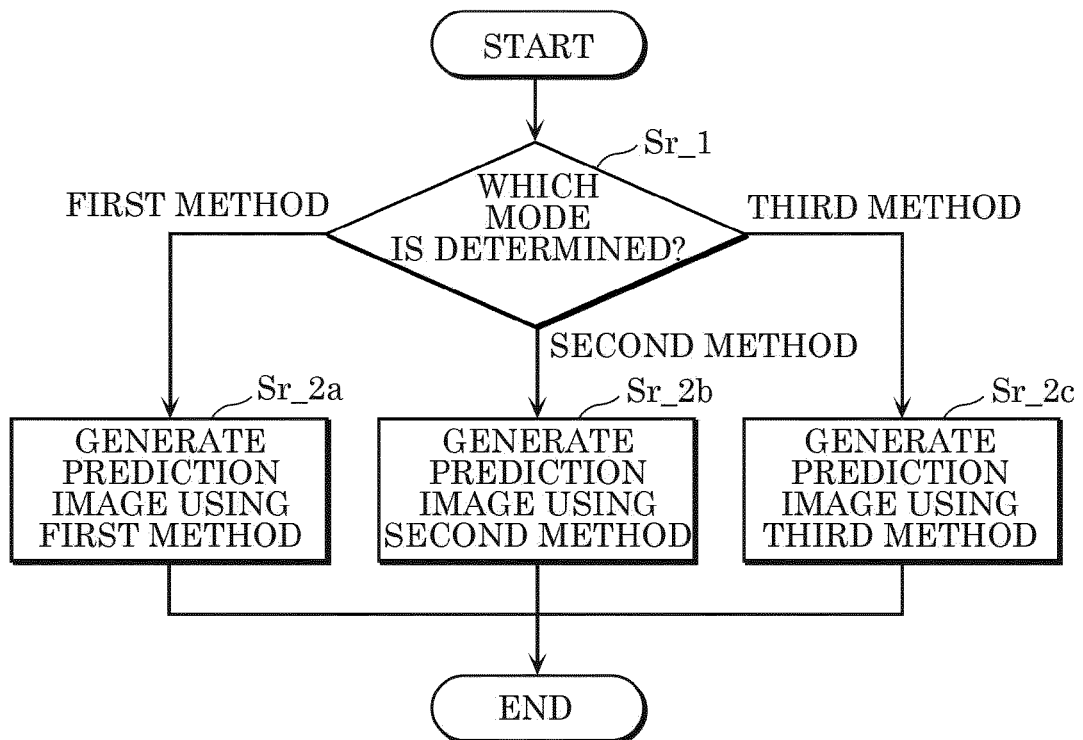 START
Sr_1
WHICH
MODE
IS DETERMINED?
FIRST METHOD
THIRD METHOD
SECOND METHOD
Sr_2a
GENERATE
PREDICTION
IMAGE USING
FIRST METHOD
Sr_2b
GENERATE
PREDICTION
IMAGE USING
SECOND METHOD
Sr_2c
GENERATE
PREDICTION
IMAGE USING
THIRD METHOD
END